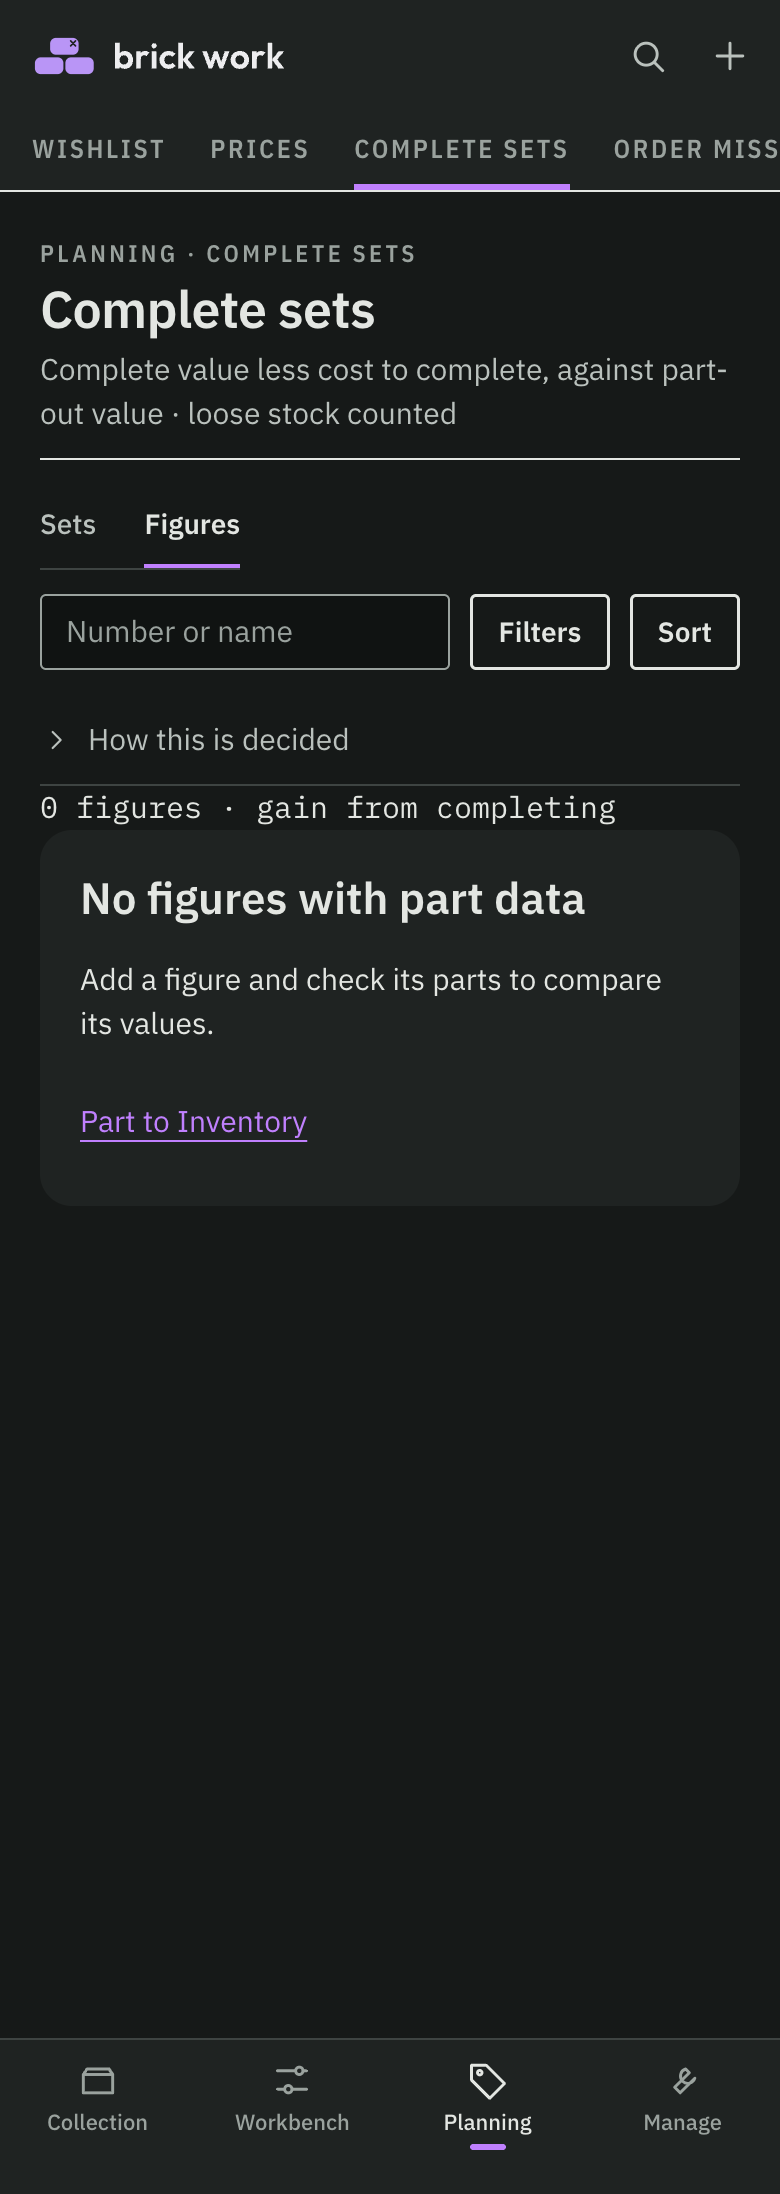 brick work
WISHLIST PRICES COMPLETE SETS ORDER MISS
PLANNING · COMPLETE SETS
Complete sets
Complete value less cost to complete, against part-
out value · loose stock counted
Sets Figures
Number or name Filters Sort
How this is decided
0 figures · gain from completing
No figures with part data
Add a figure and check its parts to compare
its values.
Part to Inventory
Collection Workbench Planning Manage